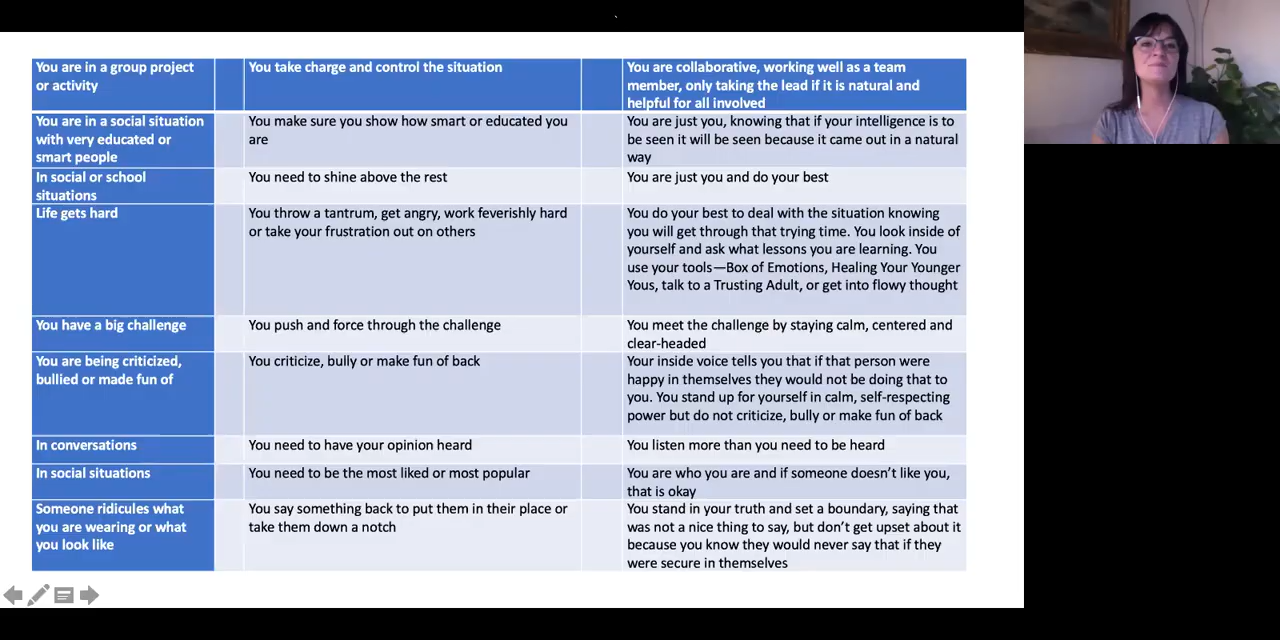 You are in a group project
or activity
You take charge and control the situation
You are collaborative, working well as a team
member, only taking the lead if it is natural and
helpful for all involved
You are in a social situation
with very educated or
smart people
You make sure you show how smart or educated you
are
You are just you, knowing that if your intelligence is to
be seen it will be seen because it came out in a natural
way
In social or school
situations
You need to shine above the rest
You are just you and do your best
Life gets hard
You throw a tantrum, get angry, work feverishly hard
or take your frustration out on others
You do your best to deal with the situation knowing
you will get through that trying time. You look inside of
yourself and ask what lessons you are learning. You
use your tools—Box of Emotions, Healing Your Younger
Yous, talk to a Trusting Adult, or get into flowy thought
You have a big challenge
You push and force through the challenge
You meet the challenge by staying calm, centered and
clear-headed
You are being criticized,
bullied or made fun of
You criticize, bully or make fun of back
Your inside voice tells you that if that person were
happy in themselves they would not be doing that to
you. You stand up for yourself in calm, self-respecting
power but do not criticize, bully or make fun of back
In conversations
You need to have your opinion heard
You listen more than you need to be heard
In social situations
You need to be the most liked or most popular
You are who you are and if someone doesn’t like you,
that is okay
Someone ridicules what
you are wearing or what
you look like
You say something back to put them in their place or
take them down a notch
You stand in your truth and set a boundary, saying that
was not a nice thing to say, but don’t get upset about it
because you know they would never say that if they
were secure in themselves